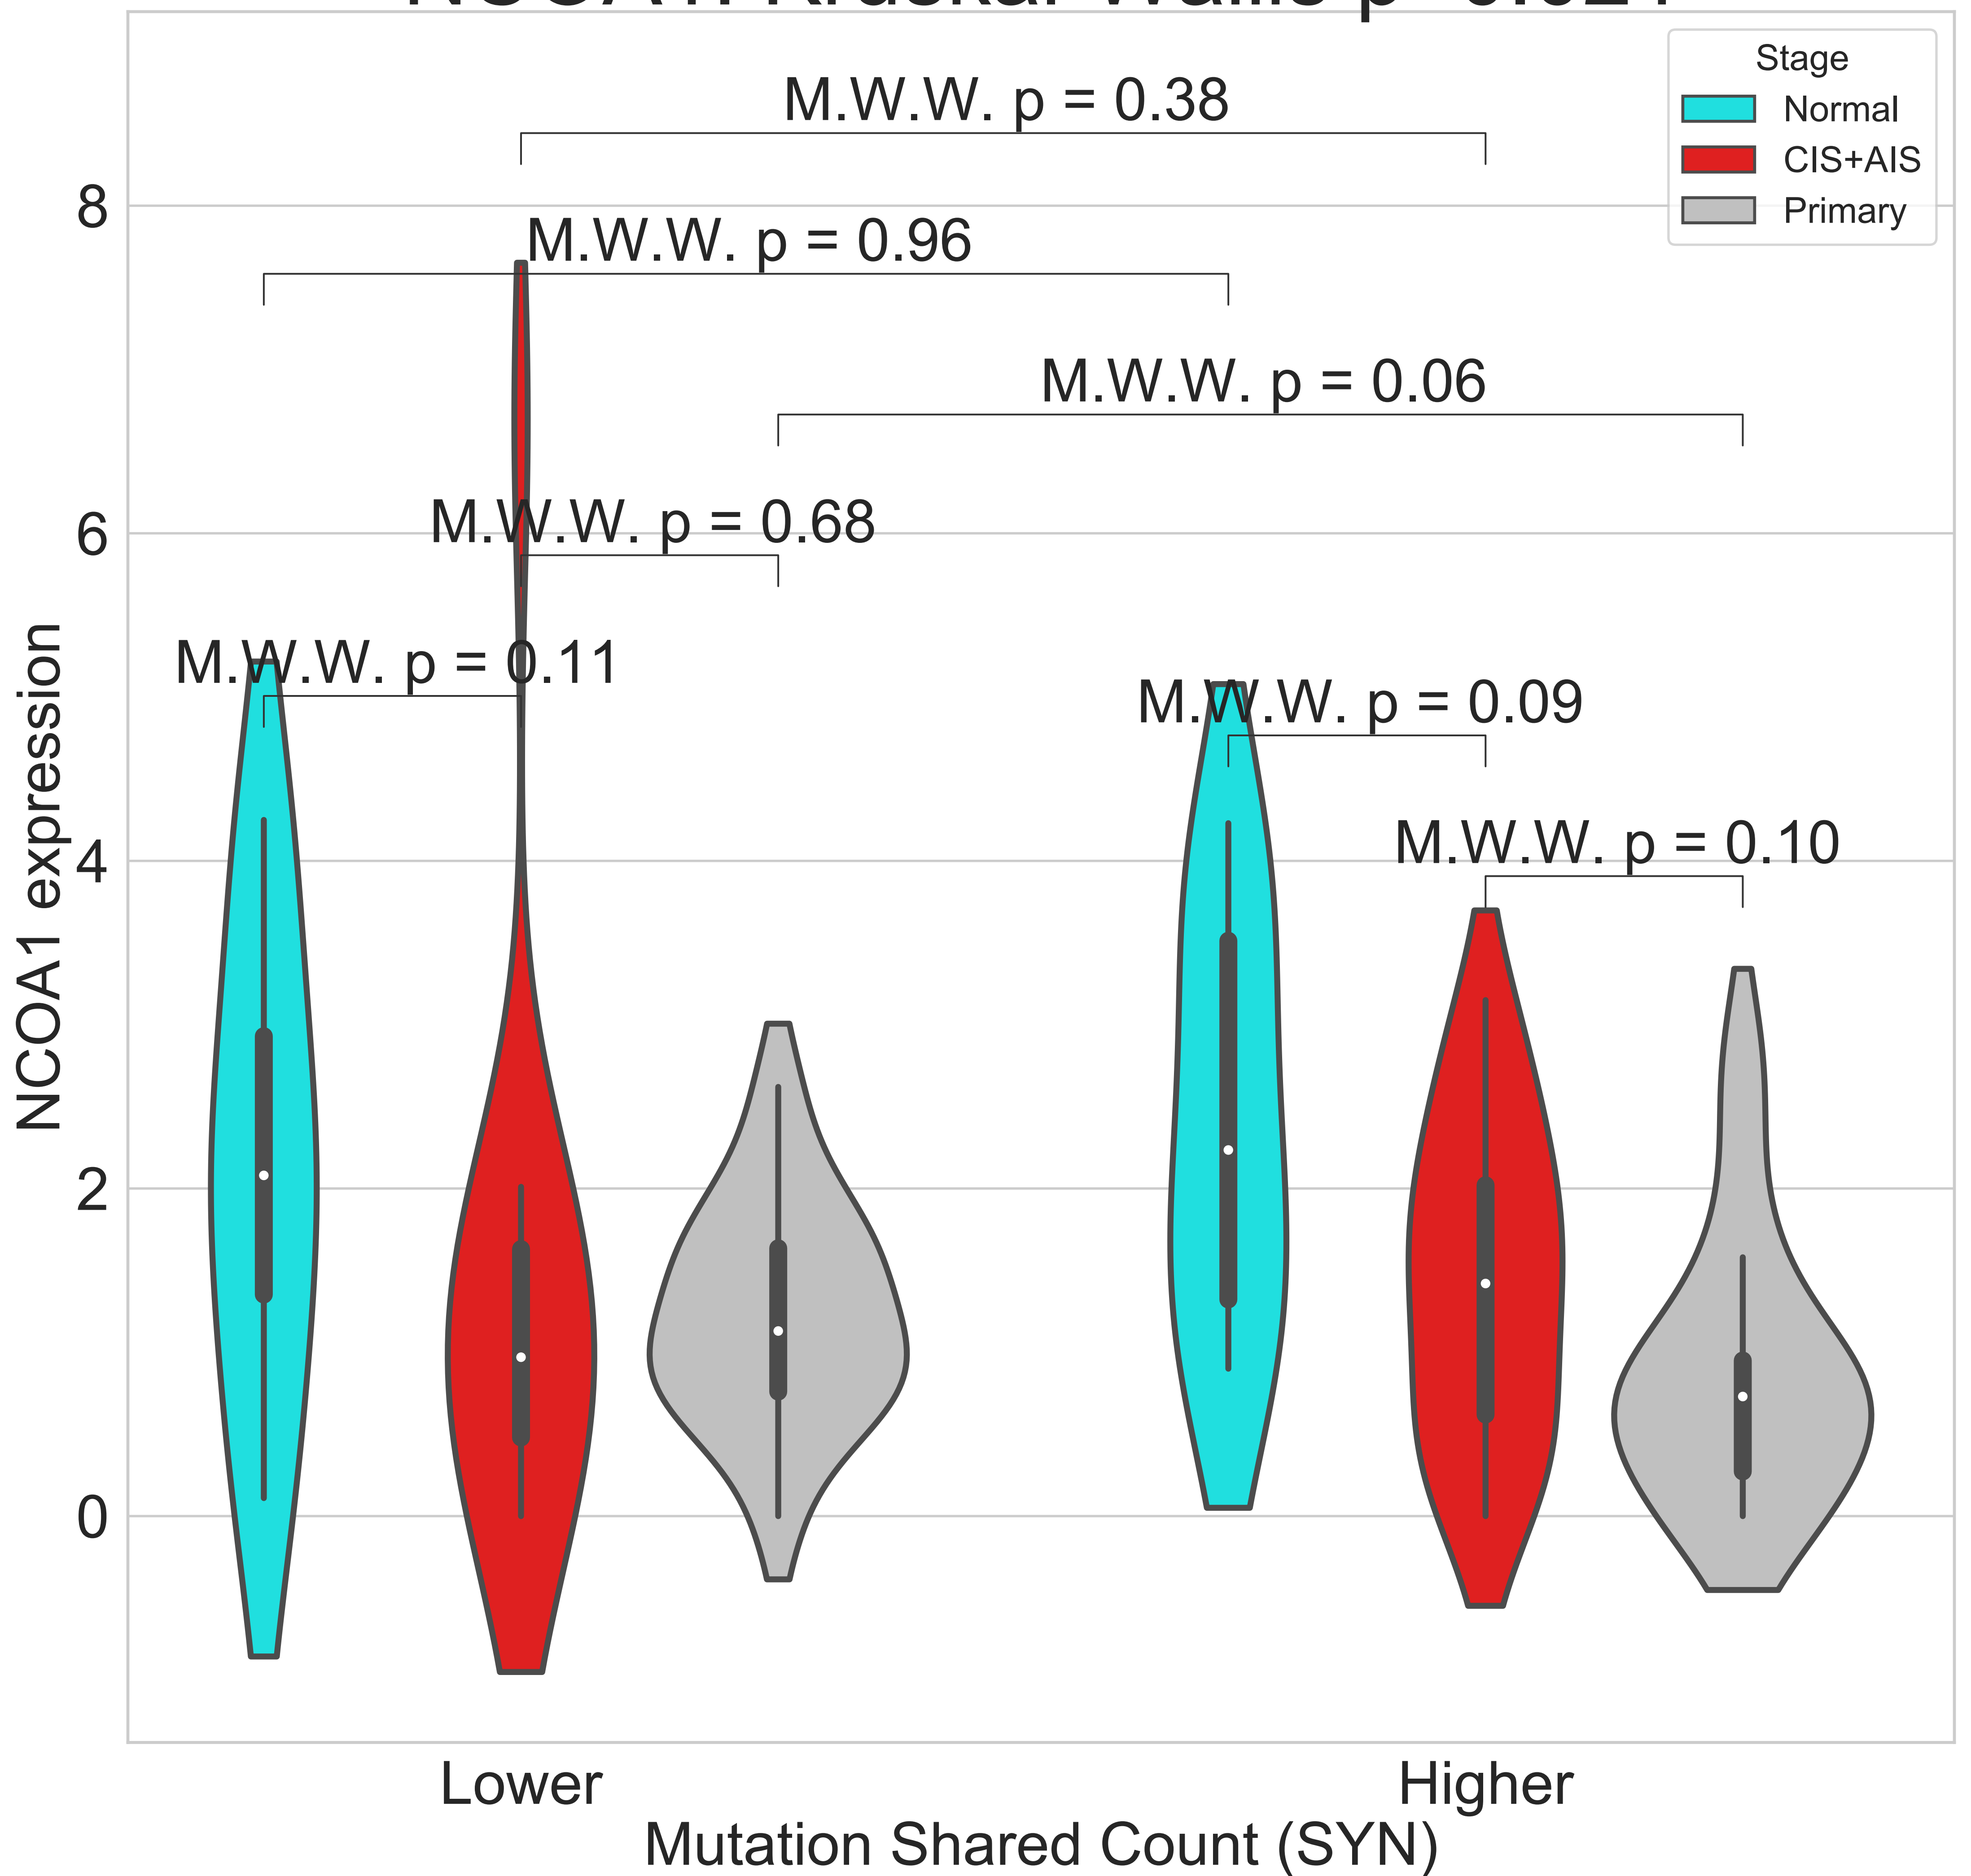 Stage
Normal
CIS+AIS
Primary
M.W.W. p = 0.38
M.W.W. p = 0.96
M.W.W. p = 0.06
M.W.W. p = 0.68
M.W.W. p = 0.11
M.W.W. p = 0.09
M.W.W. p = 0.10
8
6
4
2
0
NCOA1 expression
Lower
Higher
Mutation Shared Count (SYN)